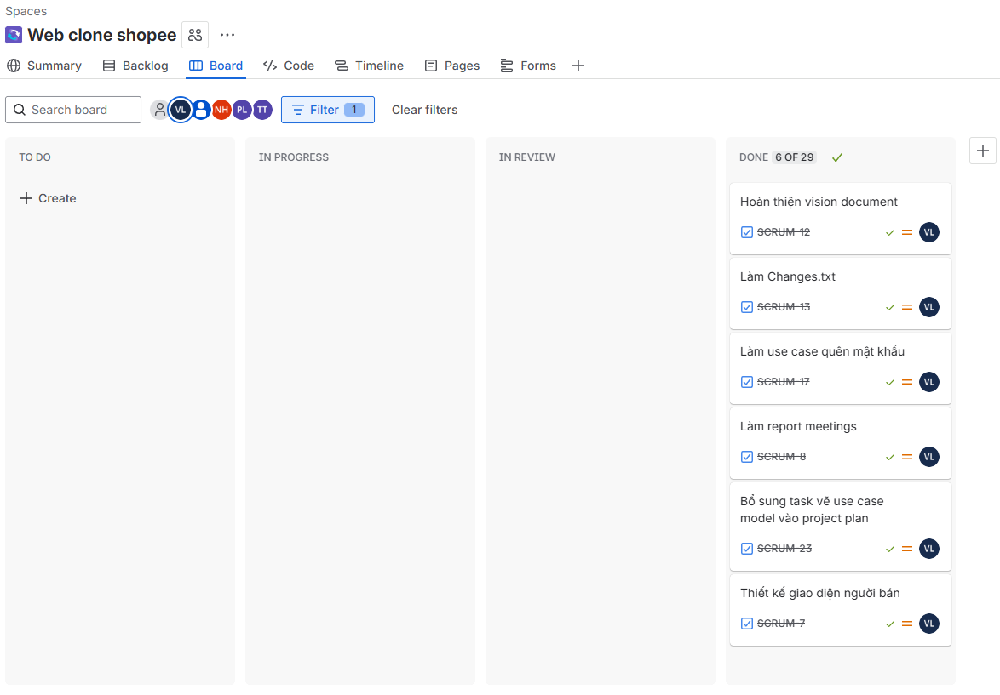 Spaces
Web clone shopee
Summary Backlog Board Code Timeline Pages Forms
Search board VL NH PL TT Filter 1 Clear filters
TO DO IN PROGRESS IN REVIEW DONE 6 OF 29
Create
Hoàn thiện vision document
SCRUM-12 VL
Làm Changes.txt
SCRUM-13 VL
Làm use case quên mật khẩu
SCRUM-17 VL
Làm report meetings
SCRUM-8 VL
Bổ sung task vẽ use case
model vào project plan
SCRUM-23 VL
Thiết kế giao diện người bán
SCRUM-7 VL